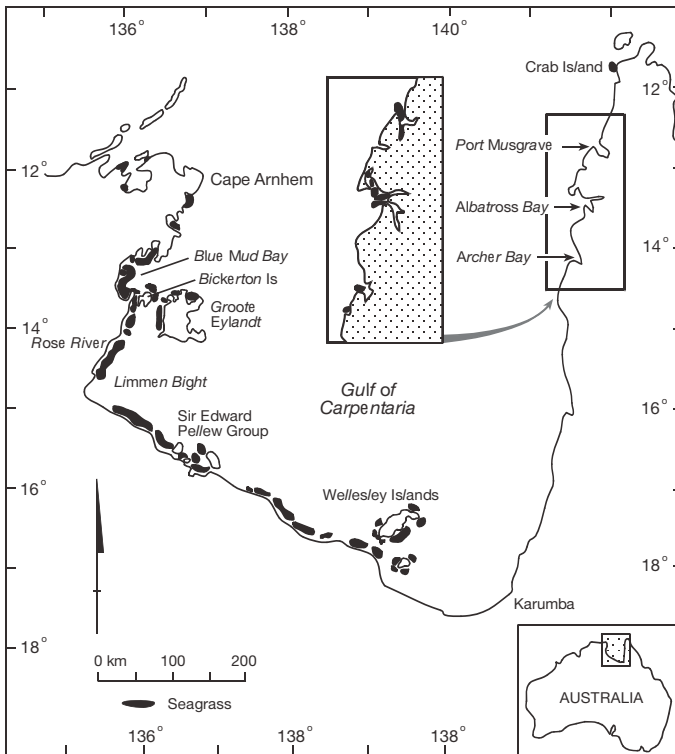 136°
138°
140°
Crab Island
12°
Port Musgrave
12°
Cape Arnhem
Albatross Bay
Blue Mud Bay
14°
Archer Bay
Bickerton Is
Groote
Eylandt
14°
Rose River
Limmen Bight
Gulf of
Carpentaria
16°
Sir Edward
Pellew Group
16°
Wellesley Islands
18°
Karumba
18°
0 km 100 200
AUSTRALIA
Seagrass
136°
138°
140°